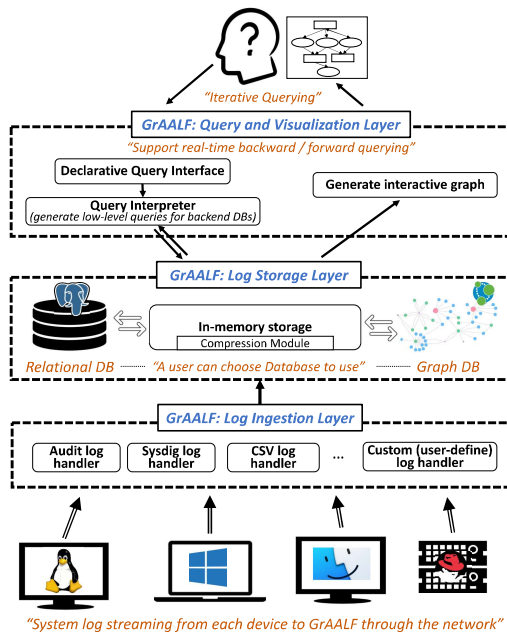 ?
“Iterative Querying”
GrAALF: Query and Visualization Layer
“Support real-time backward / forward querying”
Declarative Query Interface
Query Interpreter
(generate low-level queries for backend DBs)
Generate interactive graph
GrAALF: Log Storage Layer
In-memory storage
Compression Module
Relational DB
“A user can choose Database to use”
Graph DB
GrAALF: Log Ingestion Layer
Audit log
handler
Sysdig log
handler
CSV log
handler
...
Custom (user-define)
log handler
“System log streaming from each device to GrAALF through the network”